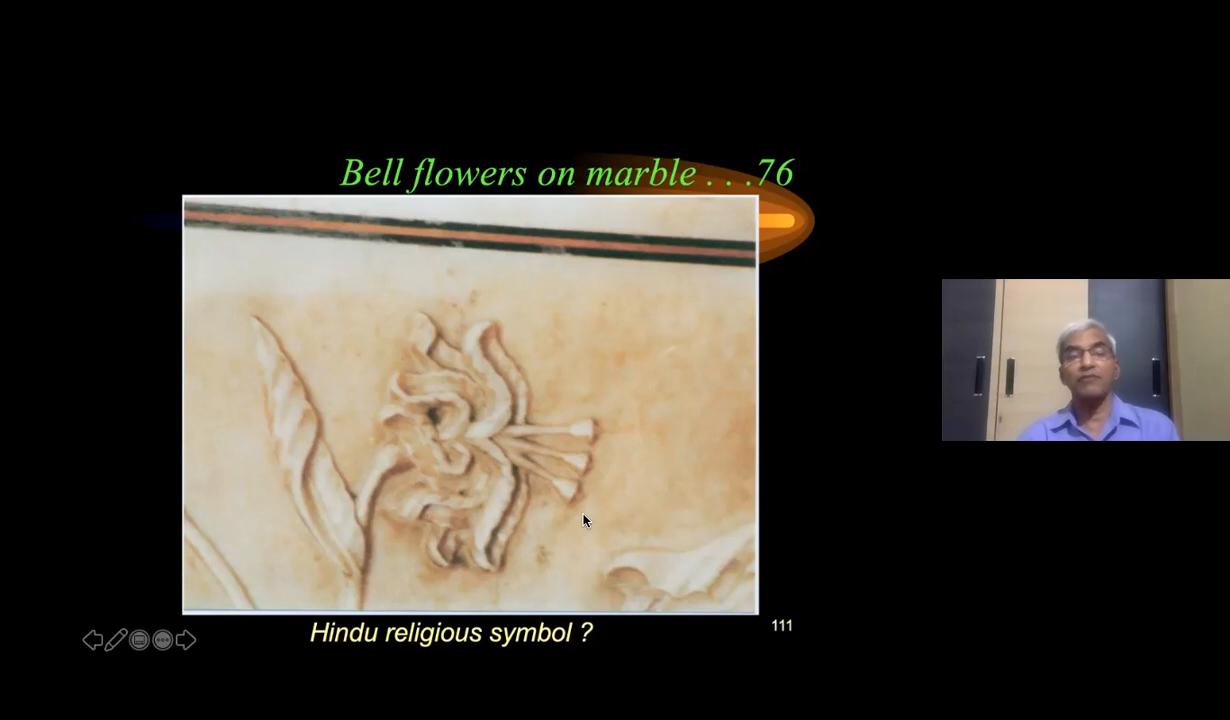 Bell flowers on marble . . .76
Hindu religious symbol ?
111